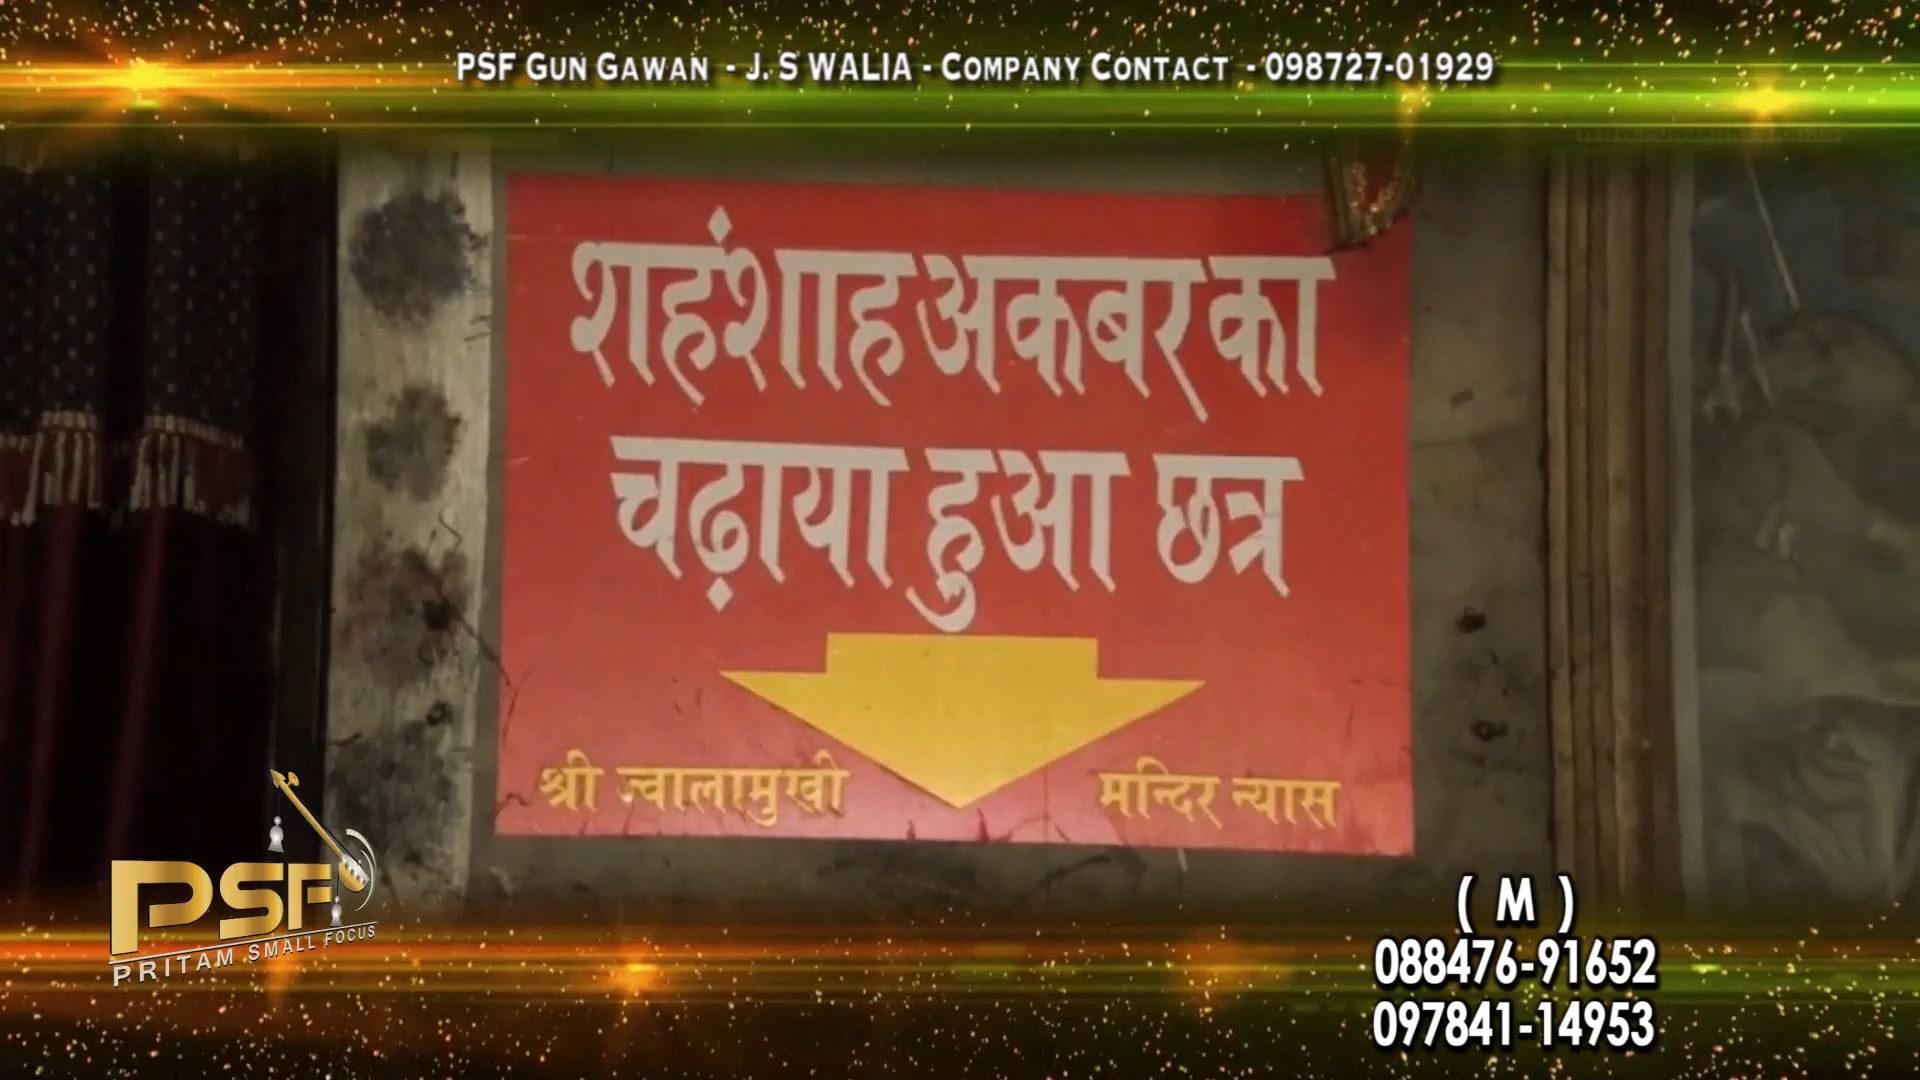 PSF GUN GAWAN - J. S WALIA - COMPANY CONTACT - 098727-01929
शहंशाह अकबर का
चढ़ाया हुआ छत्र
श्री ज्वालामुखी मन्दिर न्यास
PSF
PRITAM SMALL FOCUS
( M )
088476-91652
097841-14953